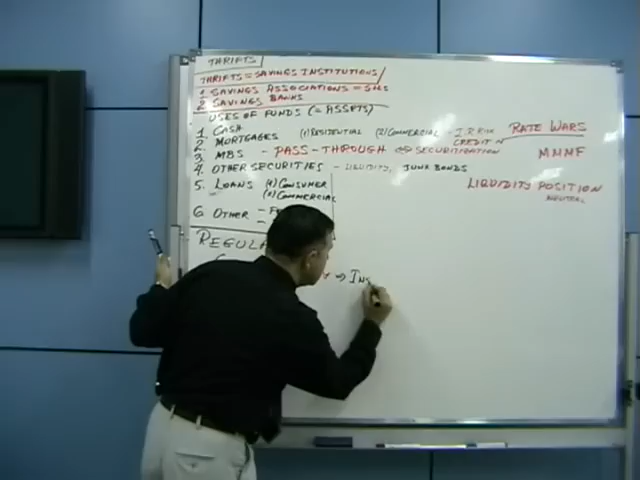 THRIFTS
THRIFTS = SAVINGS INSTITUTIONS
1. SAVINGS ASSOCIATIONS = S&LS
2. SAVINGS BANKS
USES OF FUNDS (= ASSETS)
1. CASH
2. MORTGAGES (1) RESIDENTIAL (2) COMMERCIAL - I.R RISK
CREDIT RISK
RATE WARS
3. MBS - PASS-THROUGH SECURITIZATION
MMMF
4. OTHER SECURITIES - LIQUIDITY, JUNK BONDS
5. LOANS (1) CONSUMER
(2) COMMERCIAL
LIQUIDITY POSITION
NEUTRAL
6 OTHER -
REGULA
⇒ INS